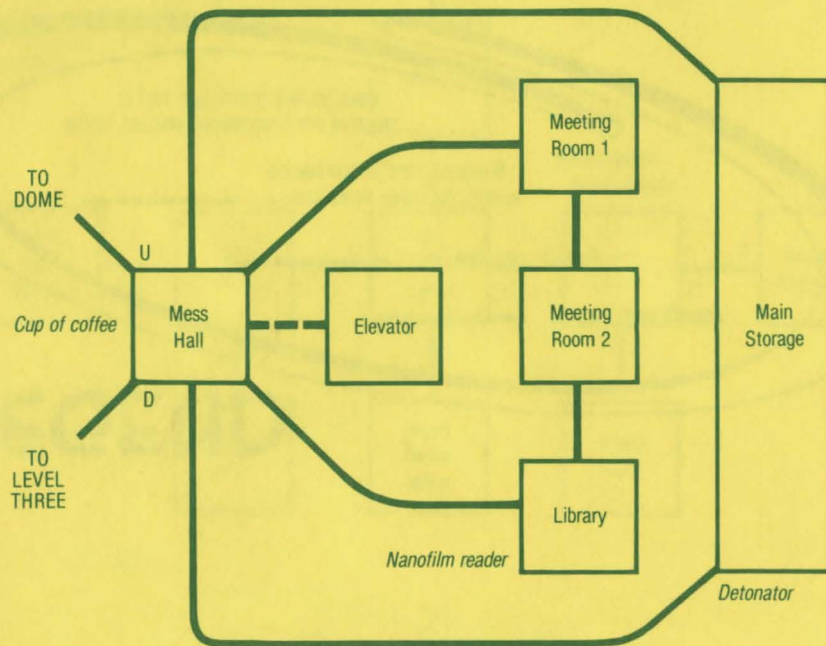 Meeting
Room 1
TO
DOME
U
Cup of coffee
Mess
Hall
Elevator
Meeting
Room 2
Main
Storage
D
TO
LEVEL
THREE
Library
Nanofilm reader
Detonator